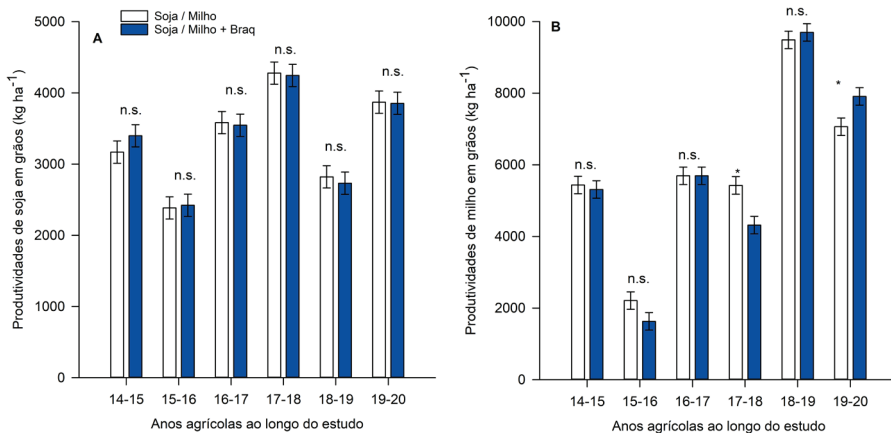 Soja / Milho
Soja / Milho + Braq
A
Produtividades de soja em grãos (kg ha⁻¹)
5000
4000
3000
2000
1000
0
n.s.
n.s.
n.s.
n.s.
n.s.
n.s.
14-15
15-16
16-17
17-18
18-19
19-20
Anos agrícolas ao longo do estudo
B
Produtividades de milho em grãos (kg ha⁻¹)
10000
8000
6000
4000
2000
0
n.s.
n.s.
n.s.
*
n.s.
*
14-15
15-16
16-17
17-18
18-19
19-20
Anos agrícolas ao longo do estudo